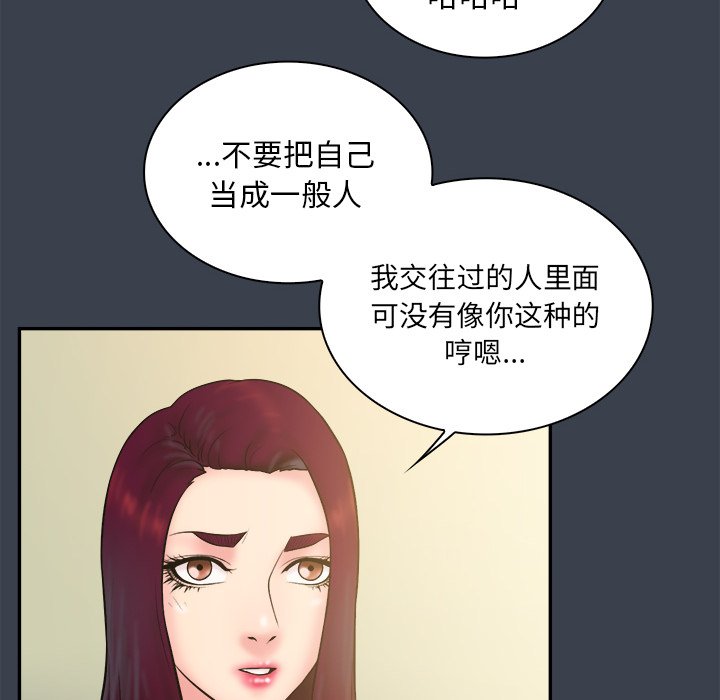 ...不要把自己
当成一般人
我交往过的人里面
可没有像你这种的
哼嗯...